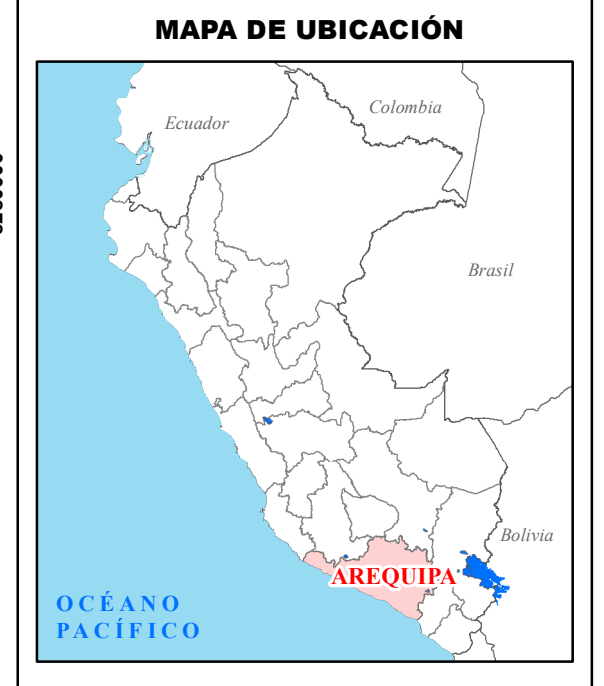 MAPA DE UBICACIÓN
Colombia
Ecuador
Brasil
Bolivia
AREQUIPA
OCÉANO
PACÍFICO